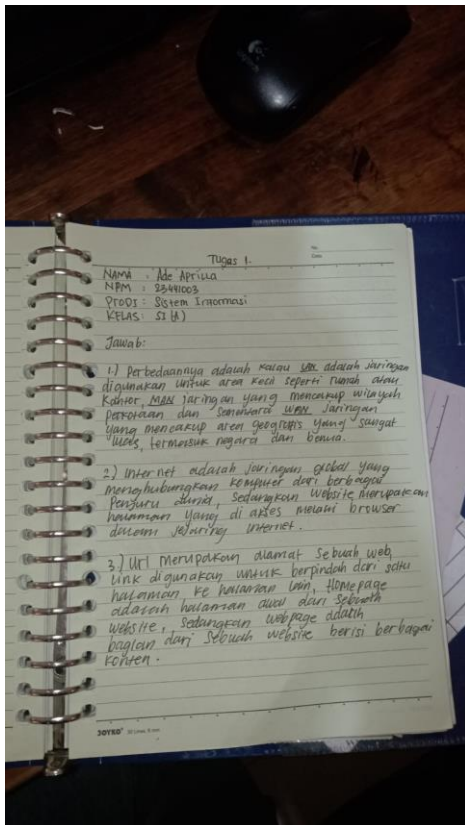 No.
Date.
Tugas 1.
NAMA : Ade Apriska
NPM : 23441003
PRODI : Sistem Informasi
KELAS : S1 (A)
Jawab:
1.) Perbedaannya adalah kalau LAN adalah jaringan
digunakan untuk area kecil seperti rumah atau
kantor, MAN jaringan yang mencakup wilayah
perkotaan dan sementara WAN jaringan
yang mencakup area geografis yang sangat
luas, termasuk negara dan benua.
2.) Internet adalah jaringan global yang
menghubungkan komputer dari berbagai
penjuru dunia, sedangkan website merupakan
halaman yang di akses melalui browser
dalam internet.
3.) Url merupakan alamat sebuah web,
link digunakan untuk berpindah dari satu
halaman, ke halaman lain, Homepage
adalah halaman awal dari sebuah
website, sedangkan webpage adalah
bagian dari sebuah website berisi berbagai
konten.
JOYKO